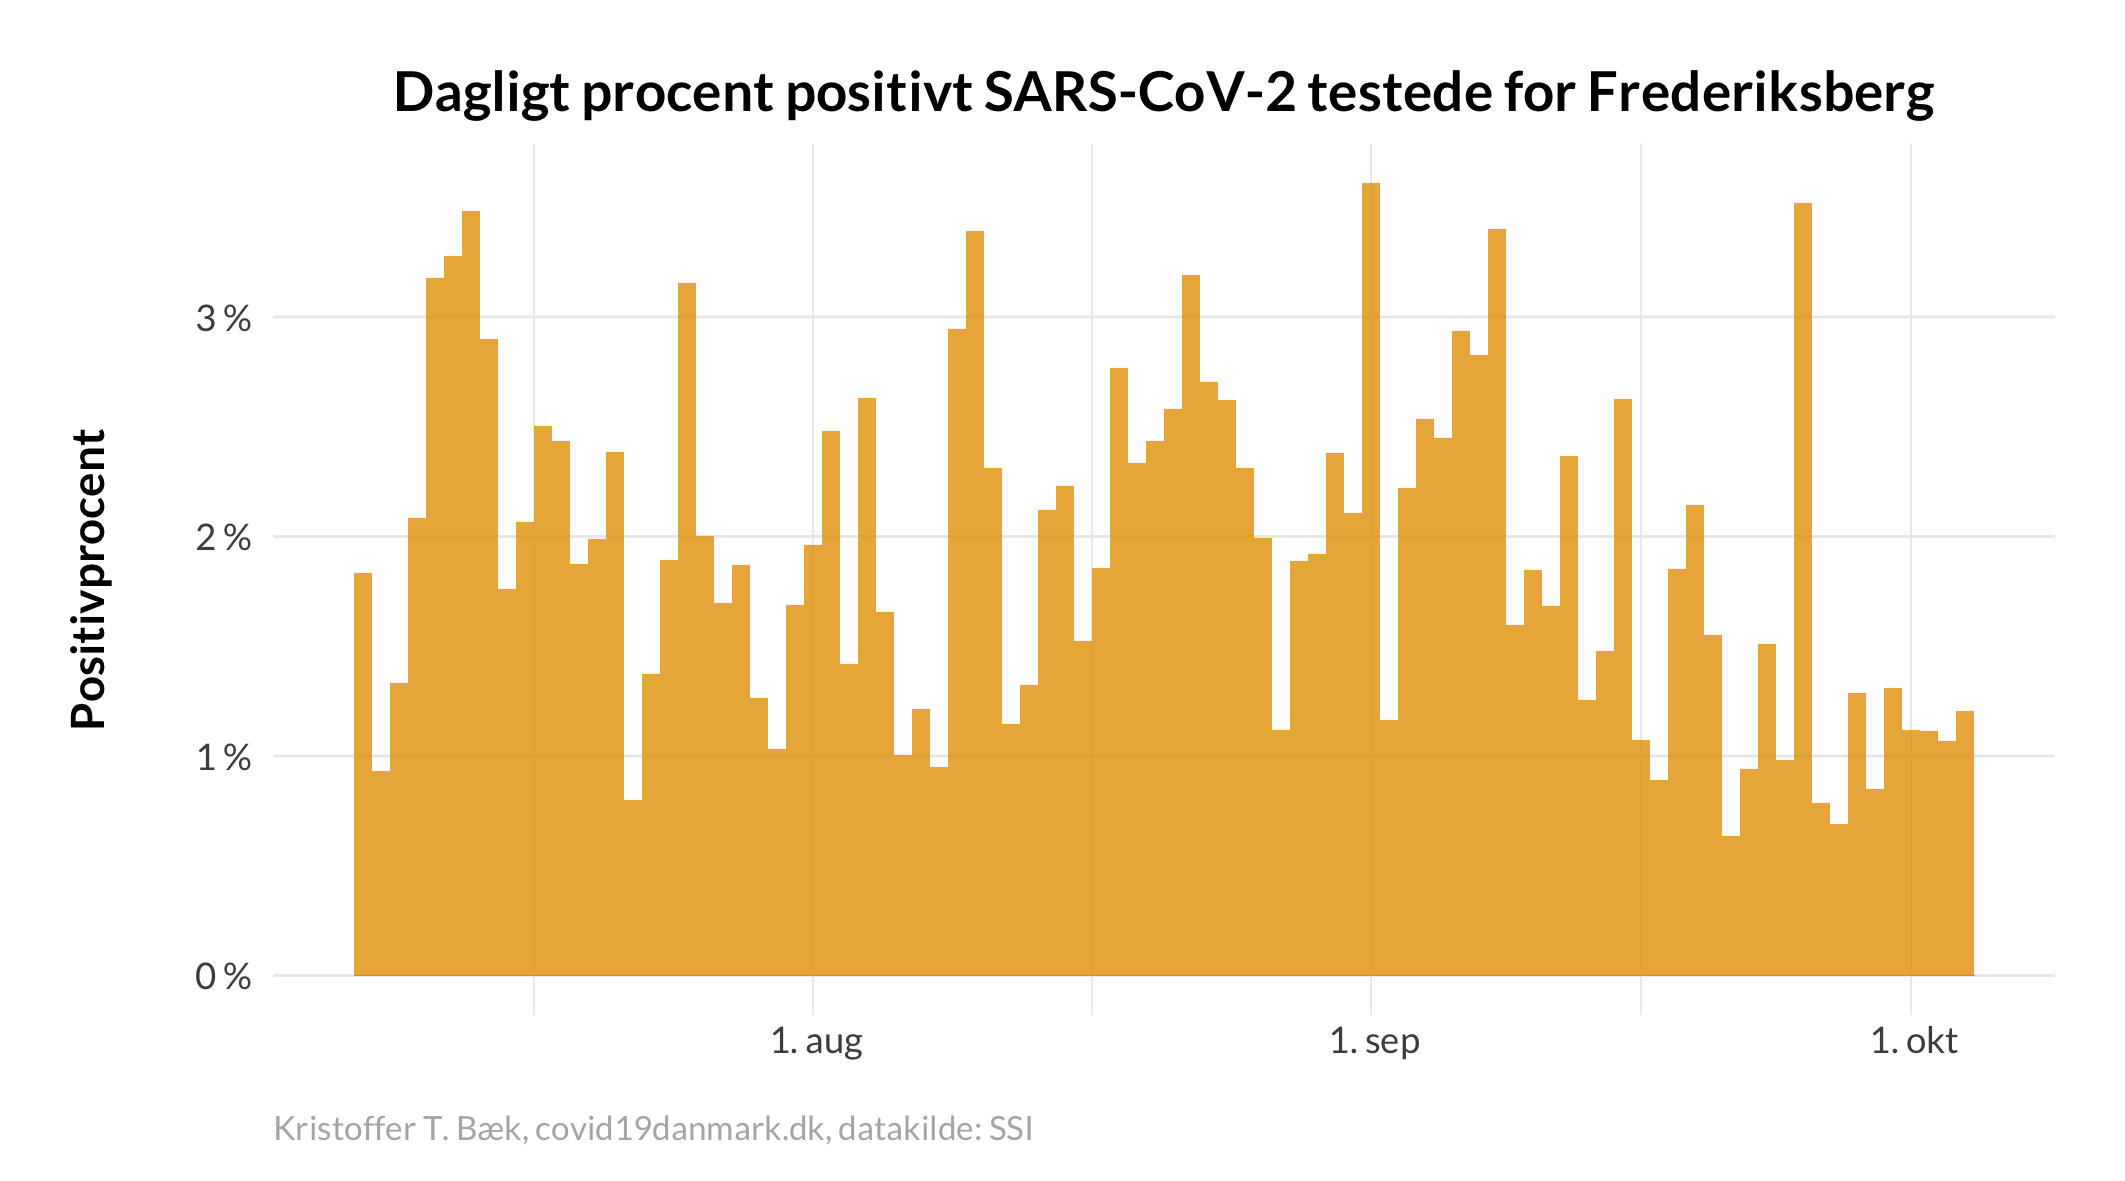 Dagligt procent positivt SARS-CoV-2 testede for Frederiksberg
Positivprocent
3 %
2 %
1 %
0 %
1. aug
1. sep
1. okt
Kristoffer T. Bæk, covid19danmark.dk, datakilde: SSI